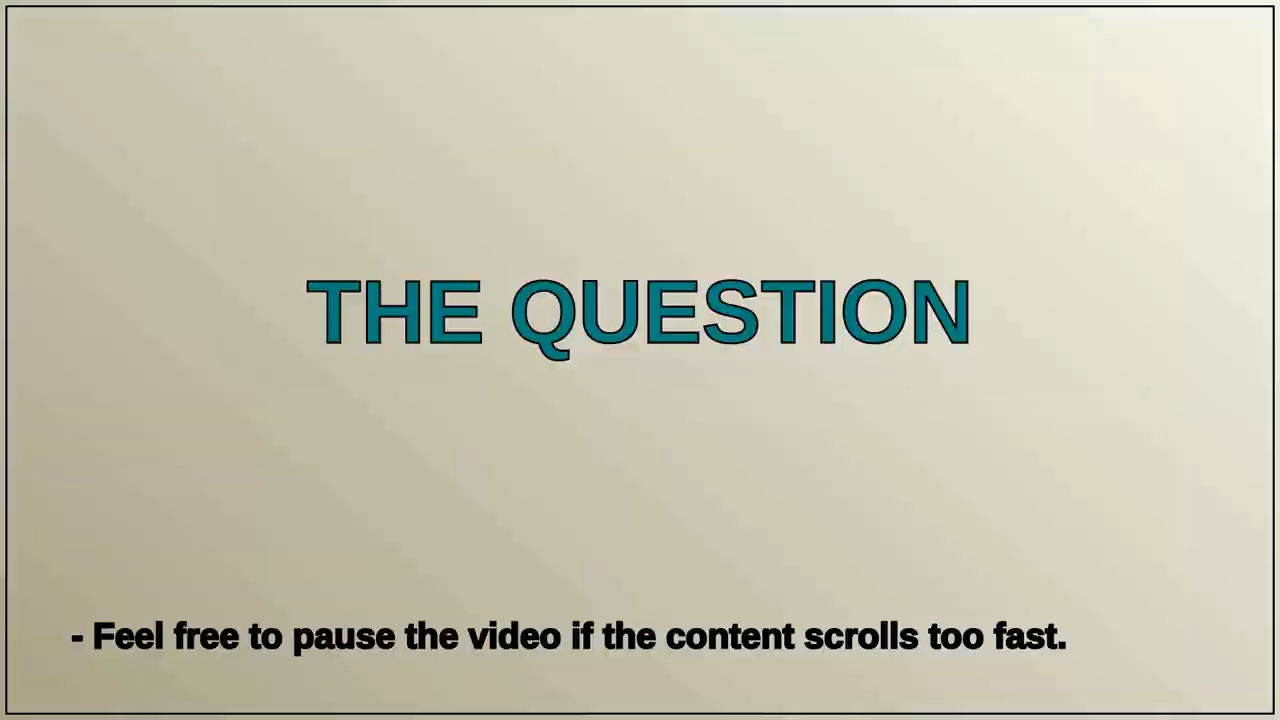 THE QUESTION
- Feel free to pause the video if the content scrolls too fast.